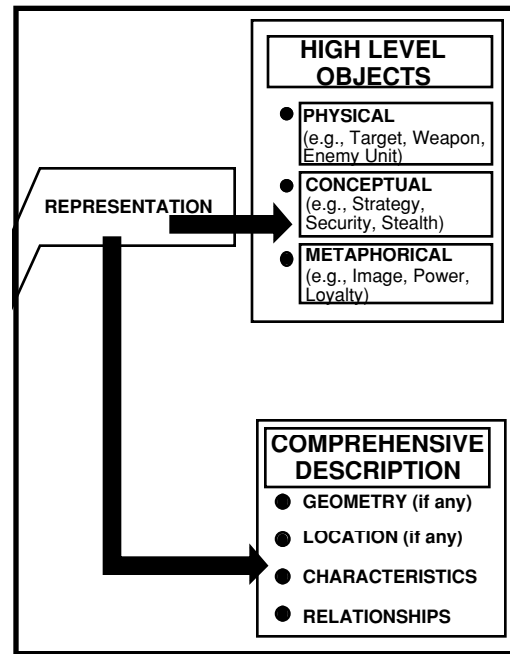 HIGH LEVEL
OBJECTS
PHYSICAL
(e.g., Target, Weapon,
Enemy Unit)
CONCEPTUAL
(e.g., Strategy,
Security, Stealth)
METAPHORICAL
(e.g., Image, Power,
Loyalty)
REPRESENTATION
COMPREHENSIVE
DESCRIPTION
GEOMETRY (if any)
LOCATION (if any)
CHARACTERISTICS
RELATIONSHIPS